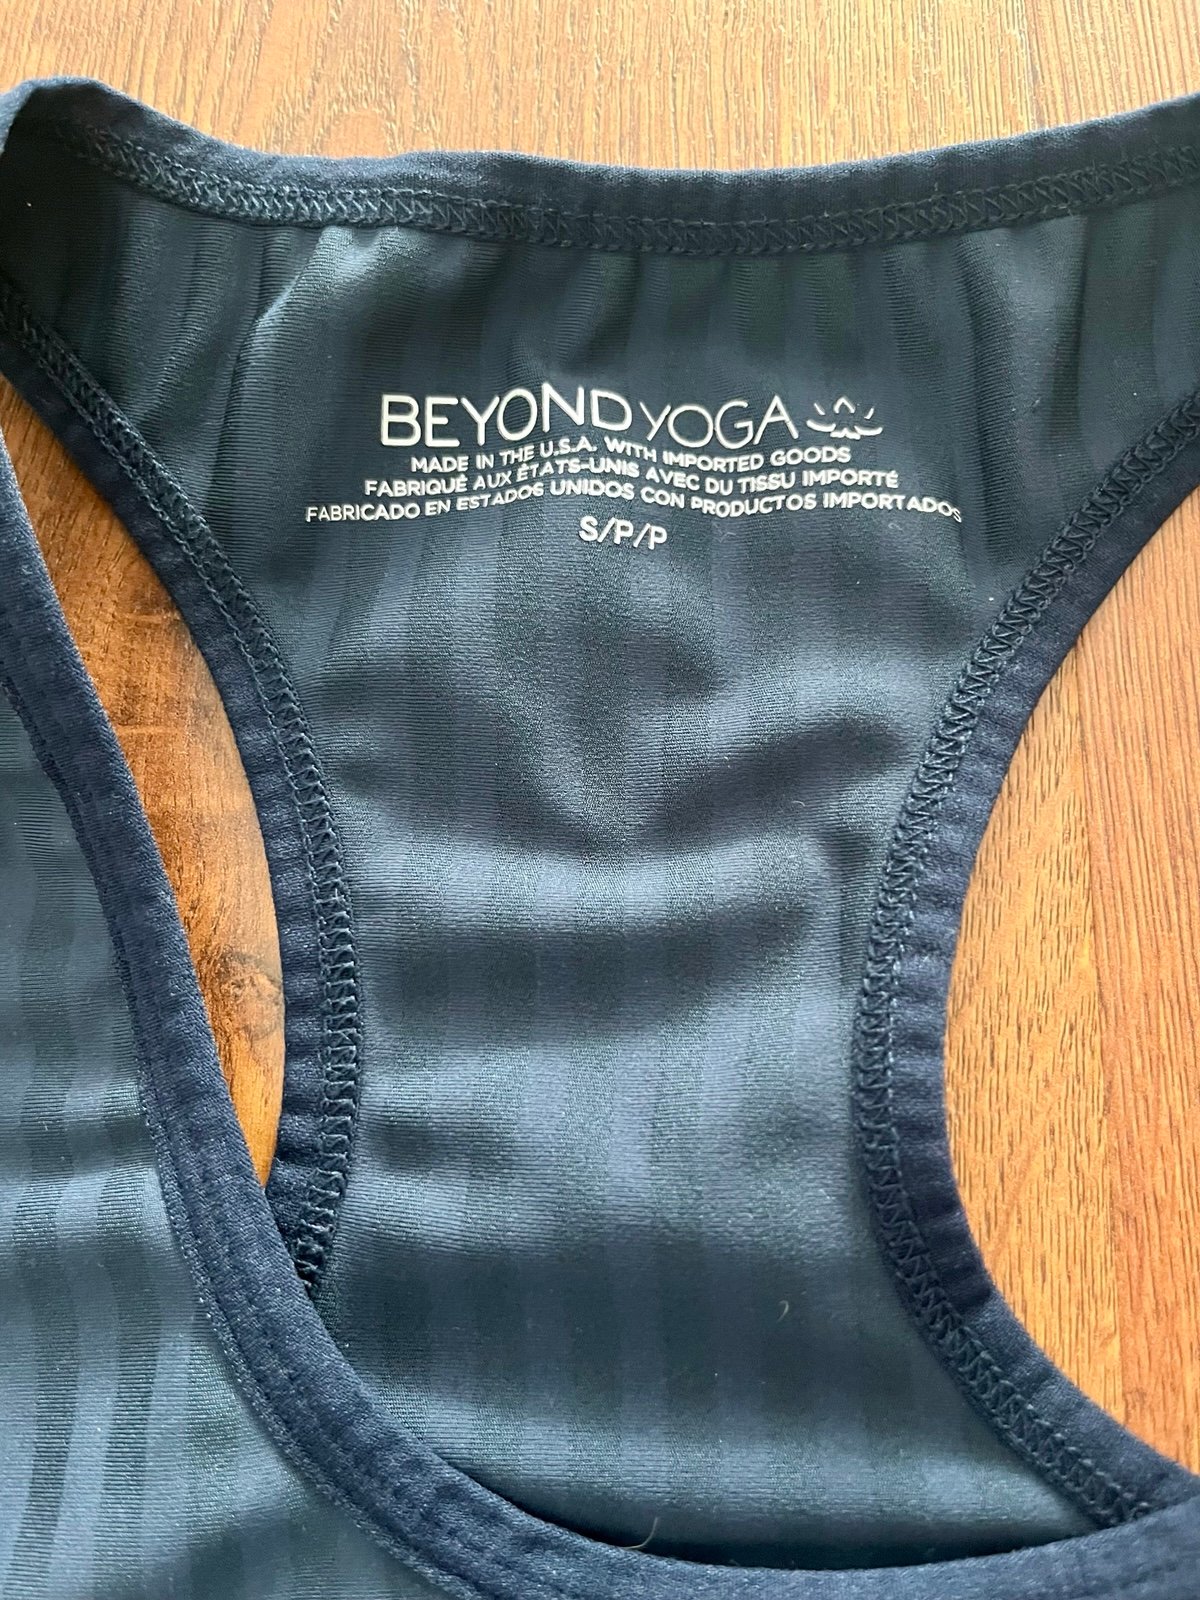 BEYOND YOGA
MADE IN THE U.S.A. WITH IMPORTED GOODS
FABRIQUÉ AUX ÉTATS-UNIS AVEC DU TISSU IMPORTÉ
FABRICADO EN ESTADOS UNIDOS CON PRODUCTOS IMPORTADOS
S/P/P